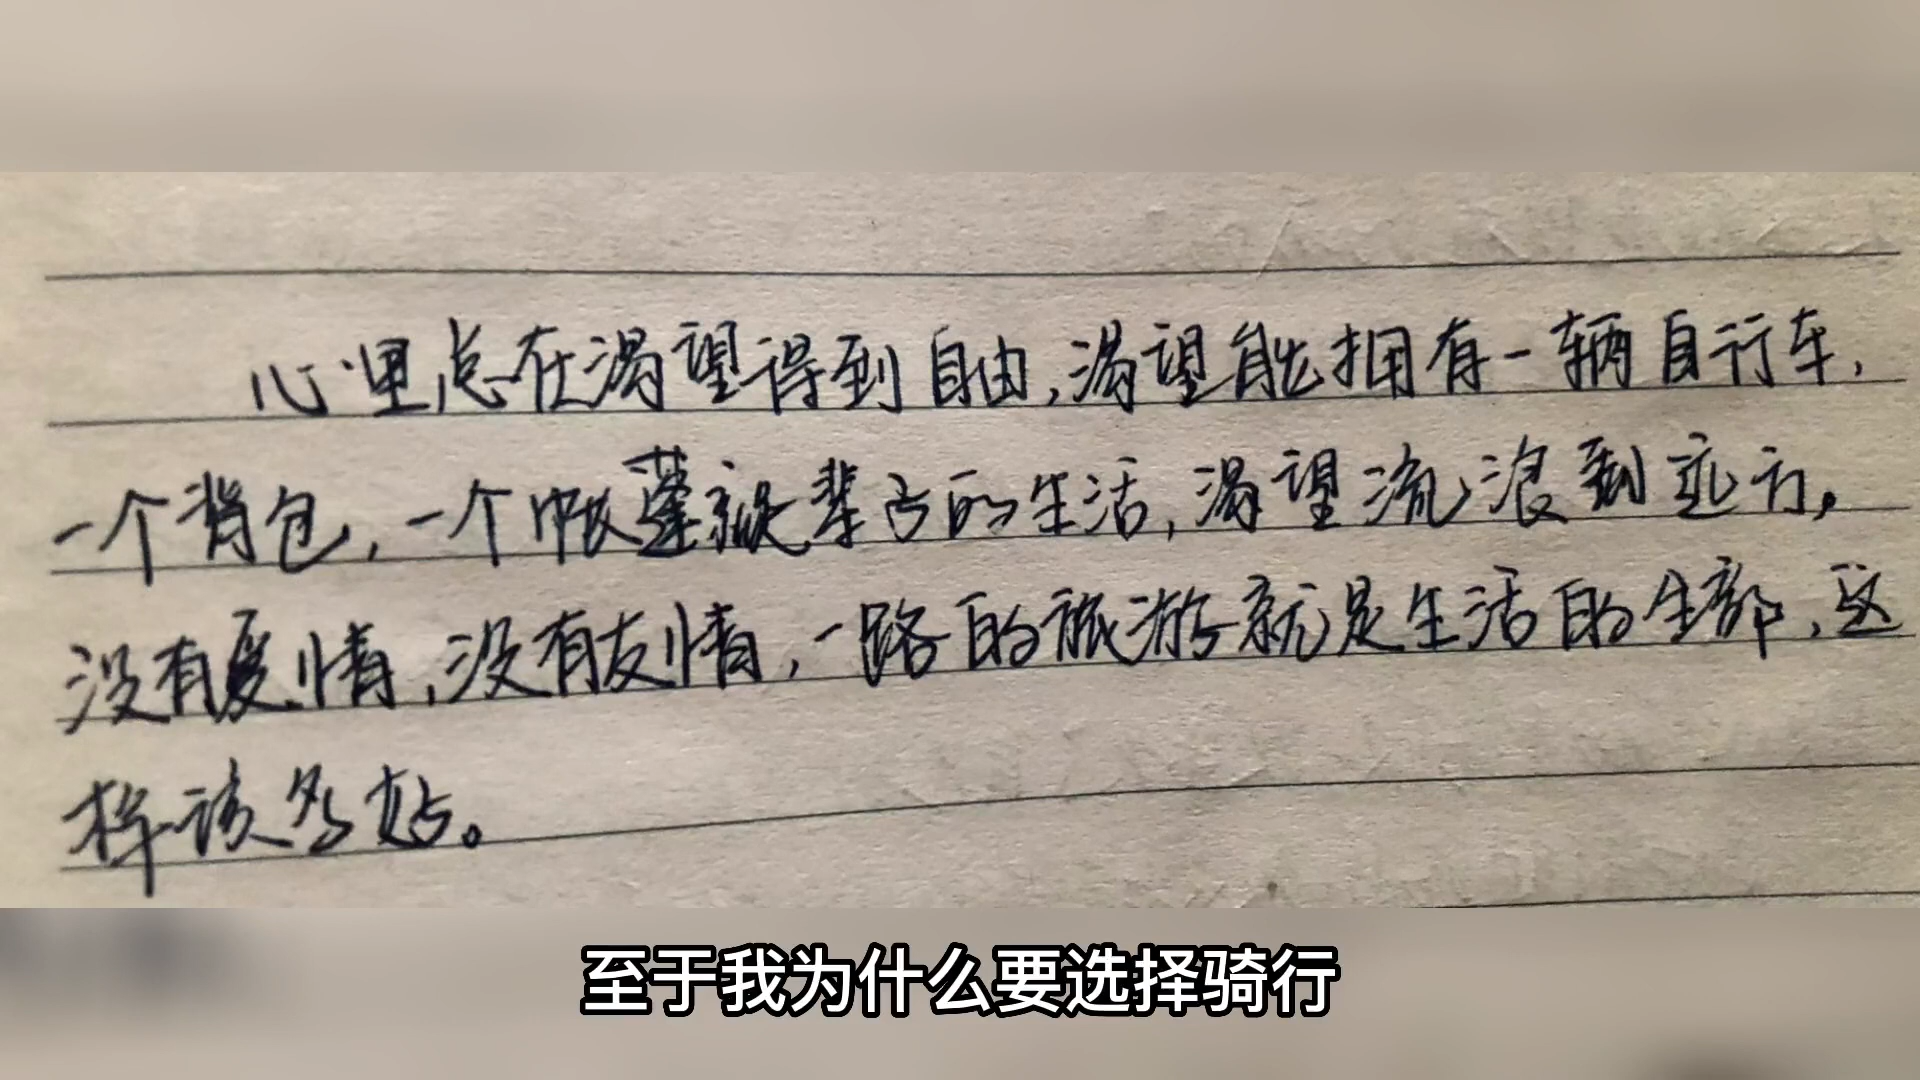 心里总在渴望得到自由,渴望能拥有一辆自行车,
一个背包,一个帐蓬就辈子的生活,渴望流浪到远方。
没有爱情,没有友情,一路的旅游就是生活的全部,这
样该多好。
至于我为什么要选择骑行